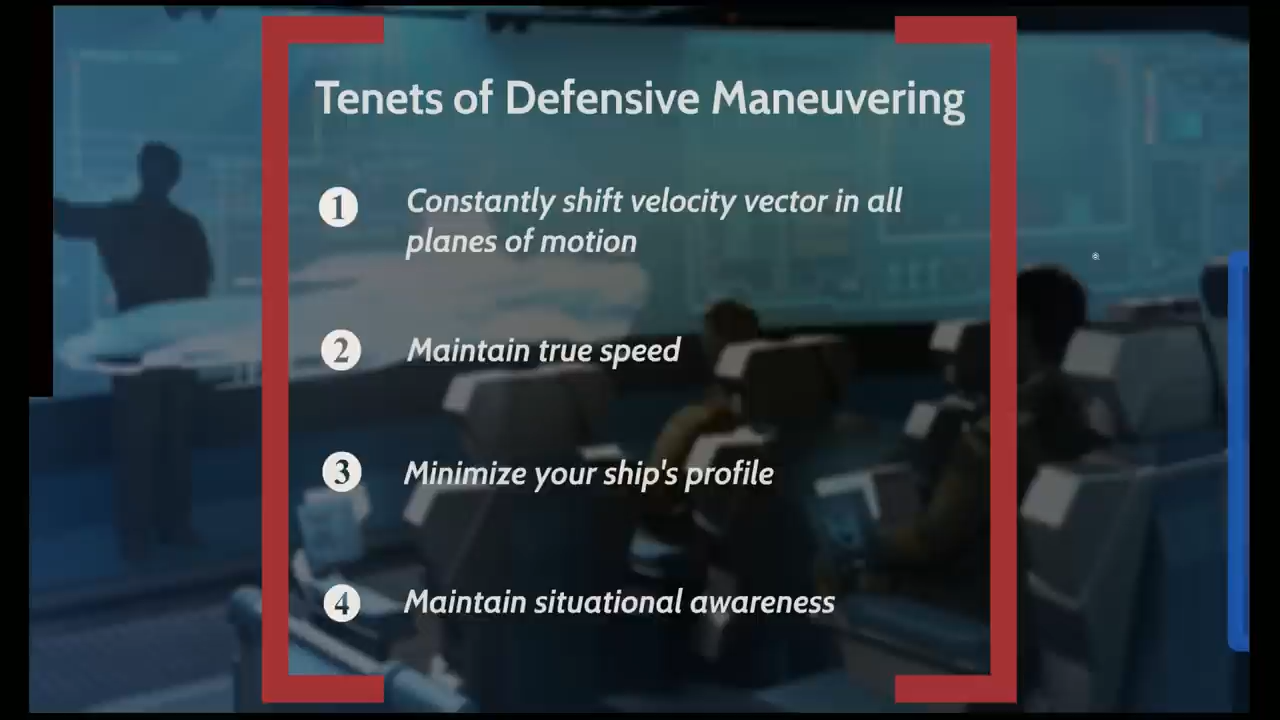 Tenets of Defensive Maneuvering
1 Constantly shift velocity vector in all
planes of motion
2 Maintain true speed
3 Minimize your ship's profile
4 Maintain situational awareness